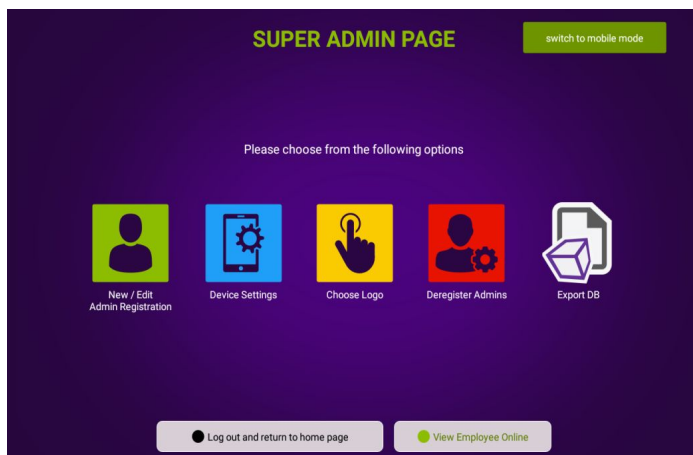 SUPER ADMIN PAGE
switch to mobile mode
Please choose from the following options
New / Edit
Admin Registration
Device Settings
Choose Logo
Deregister Admins
Export DB
Log out and return to home page
View Employee Online